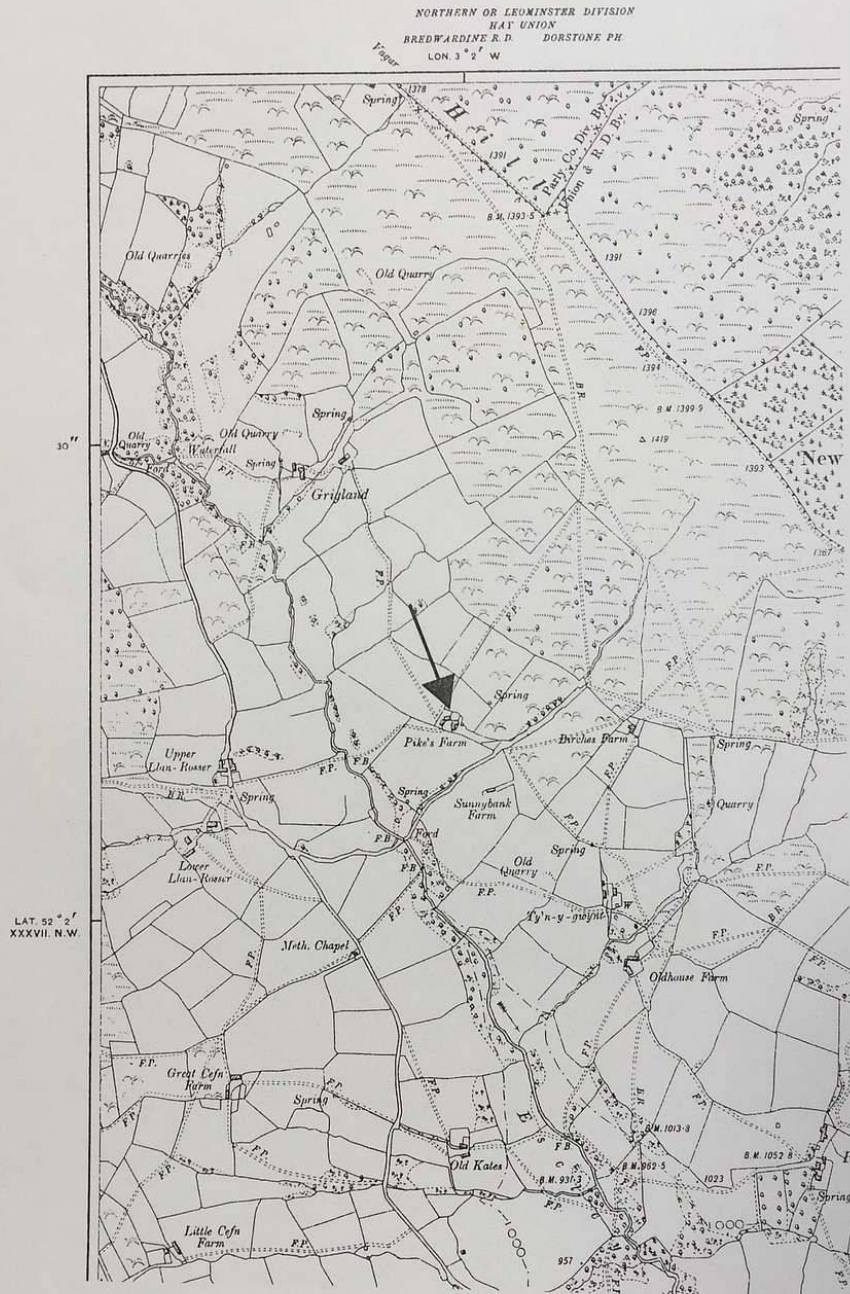 NORTHERN OR LEOMINSTER DIVISION
HAY UNION
BREDWARDINE R.D. DORSTONE PH.
Vagar
LON. 3° 2' W
1378
Spring
Hill
Spring
1391
Parly. Co. Div. By.
Union & R.D. By.
B.M. 1393·5
Old Quarries
1391
Old Quarry
1396
F.P.
1394
B.R.
B.M. 1399·9
Spring
1419
30"
Old
Quarry
Old Quarry
Waterfall
Spring
Ford
F.P.
1393
New
Grigland
F.B.
F.P.
1367
F.P.
F.P.
F.P.
F.P.
Spring
Pike's Farm
Birches Farm
Spring
Upper
Llan-Rosser
F.P.
F.B.
F.P.
B.R.
Spring
Spring
Sunnybank
Farm
Quarry
F.P.
Ford
F.B.
Spring
Lower
Llan-Rosser
F.B.
Old
Quarry
F.P.
F.P.
F.P.
B.R.
LAT. 52° 2'
XXXVII. N.W.
Ty'n-y-gwynt
W
F.P.
Meth. Chapel
F.P.
F.P.
Oldhouse Farm
F.P.
F.P.
Great Cefn
Farm
F.P.
Spring
F.P.
F.P.
F.P.
B.R.
F.P.
E
B.M. 1013·8
F.B.
B.M. 1052·8
Old Kates
B.M. 962·5
F.P.
B.M. 931·3
1023
F.P.
Spring
Little Cefn
Farm
F.P.
1000
1000
957